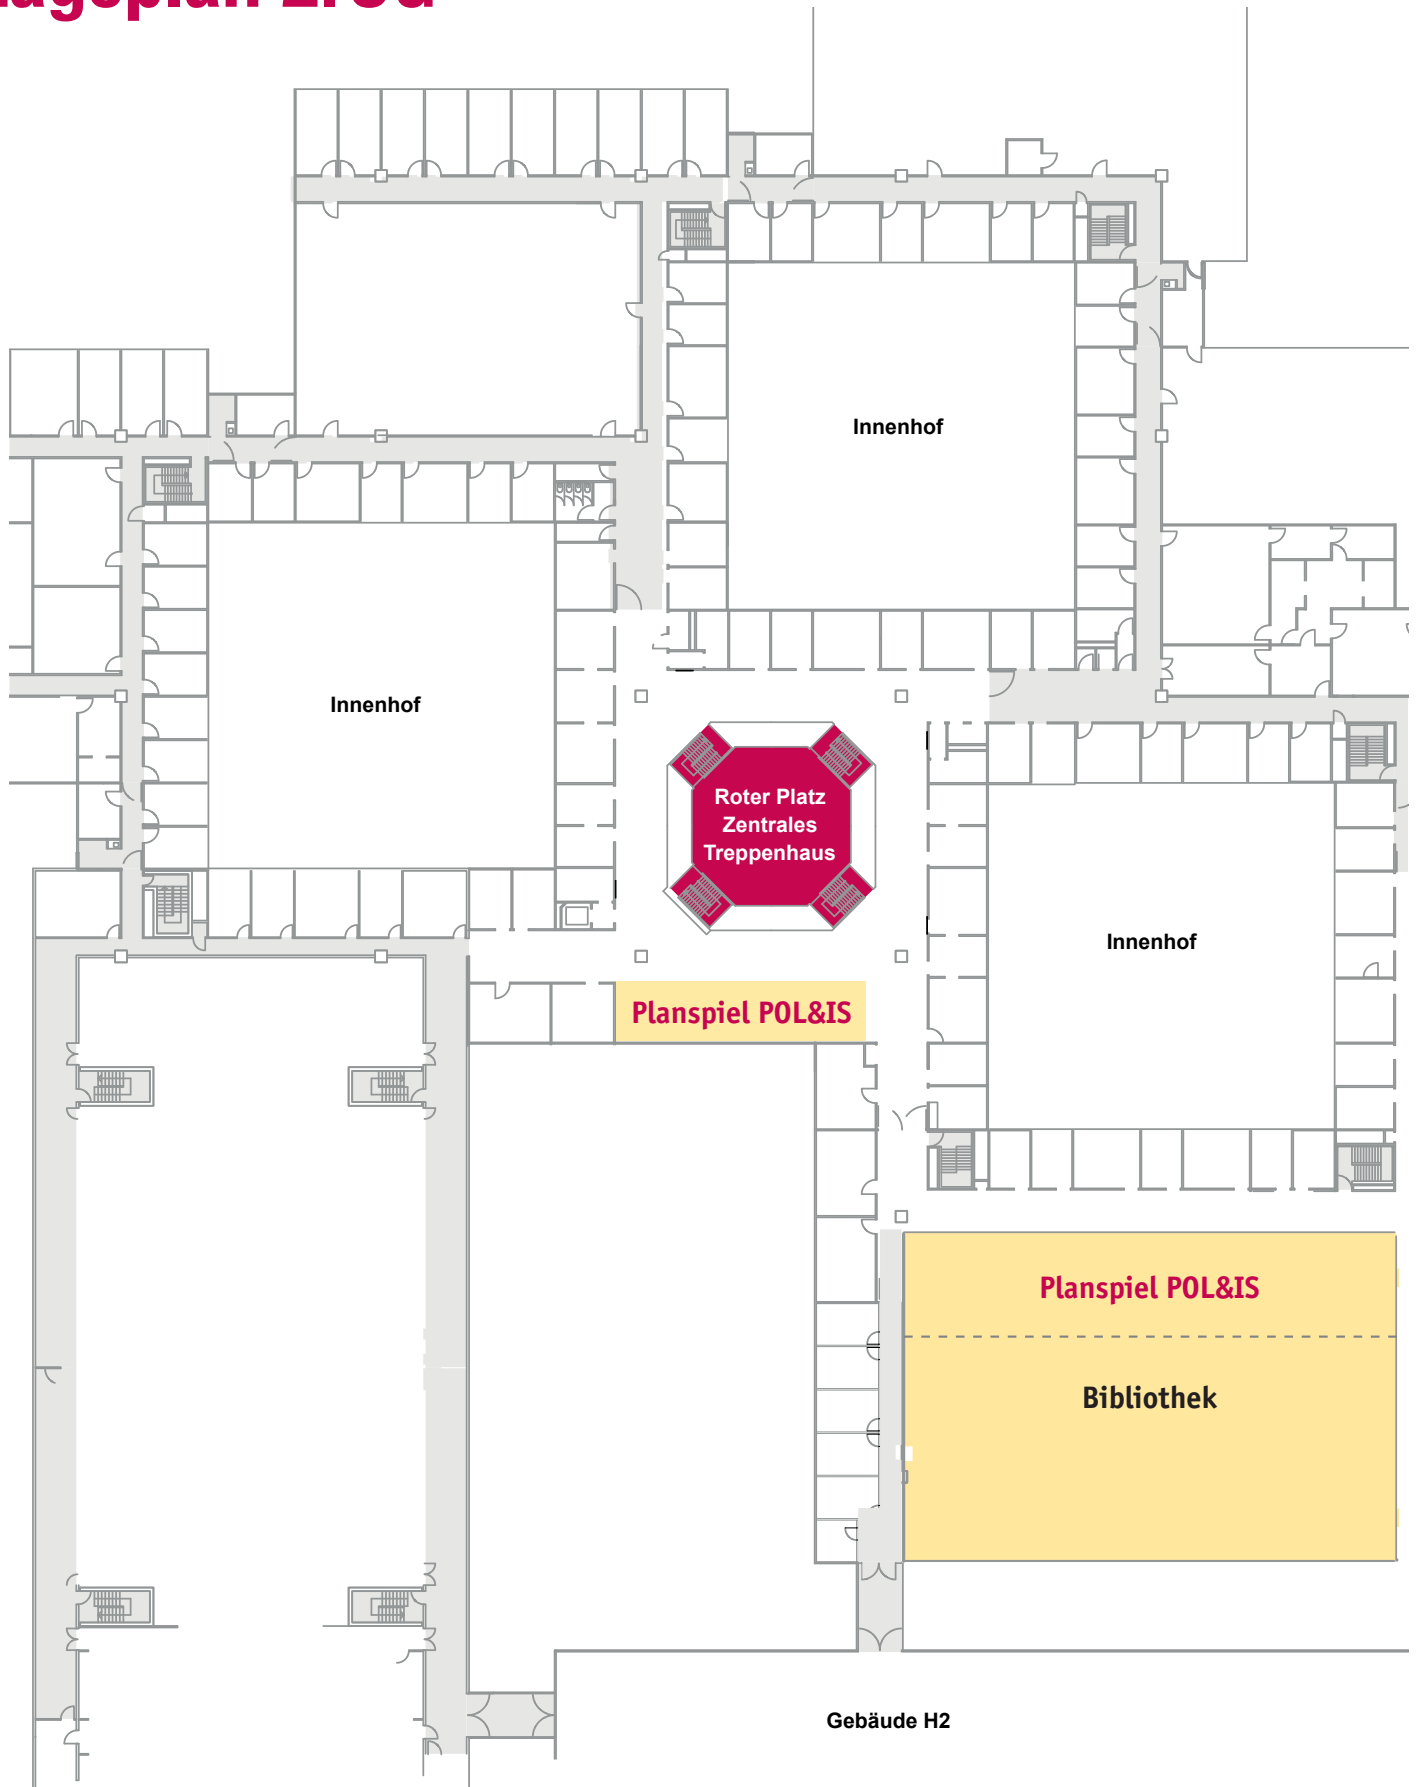 Innenhof
Innenhof
Roter Platz
Zentrales
Treppenhaus
Innenhof
Planspiel POL&IS
Planspiel POL&IS
Bibliothek
Gebäude H2